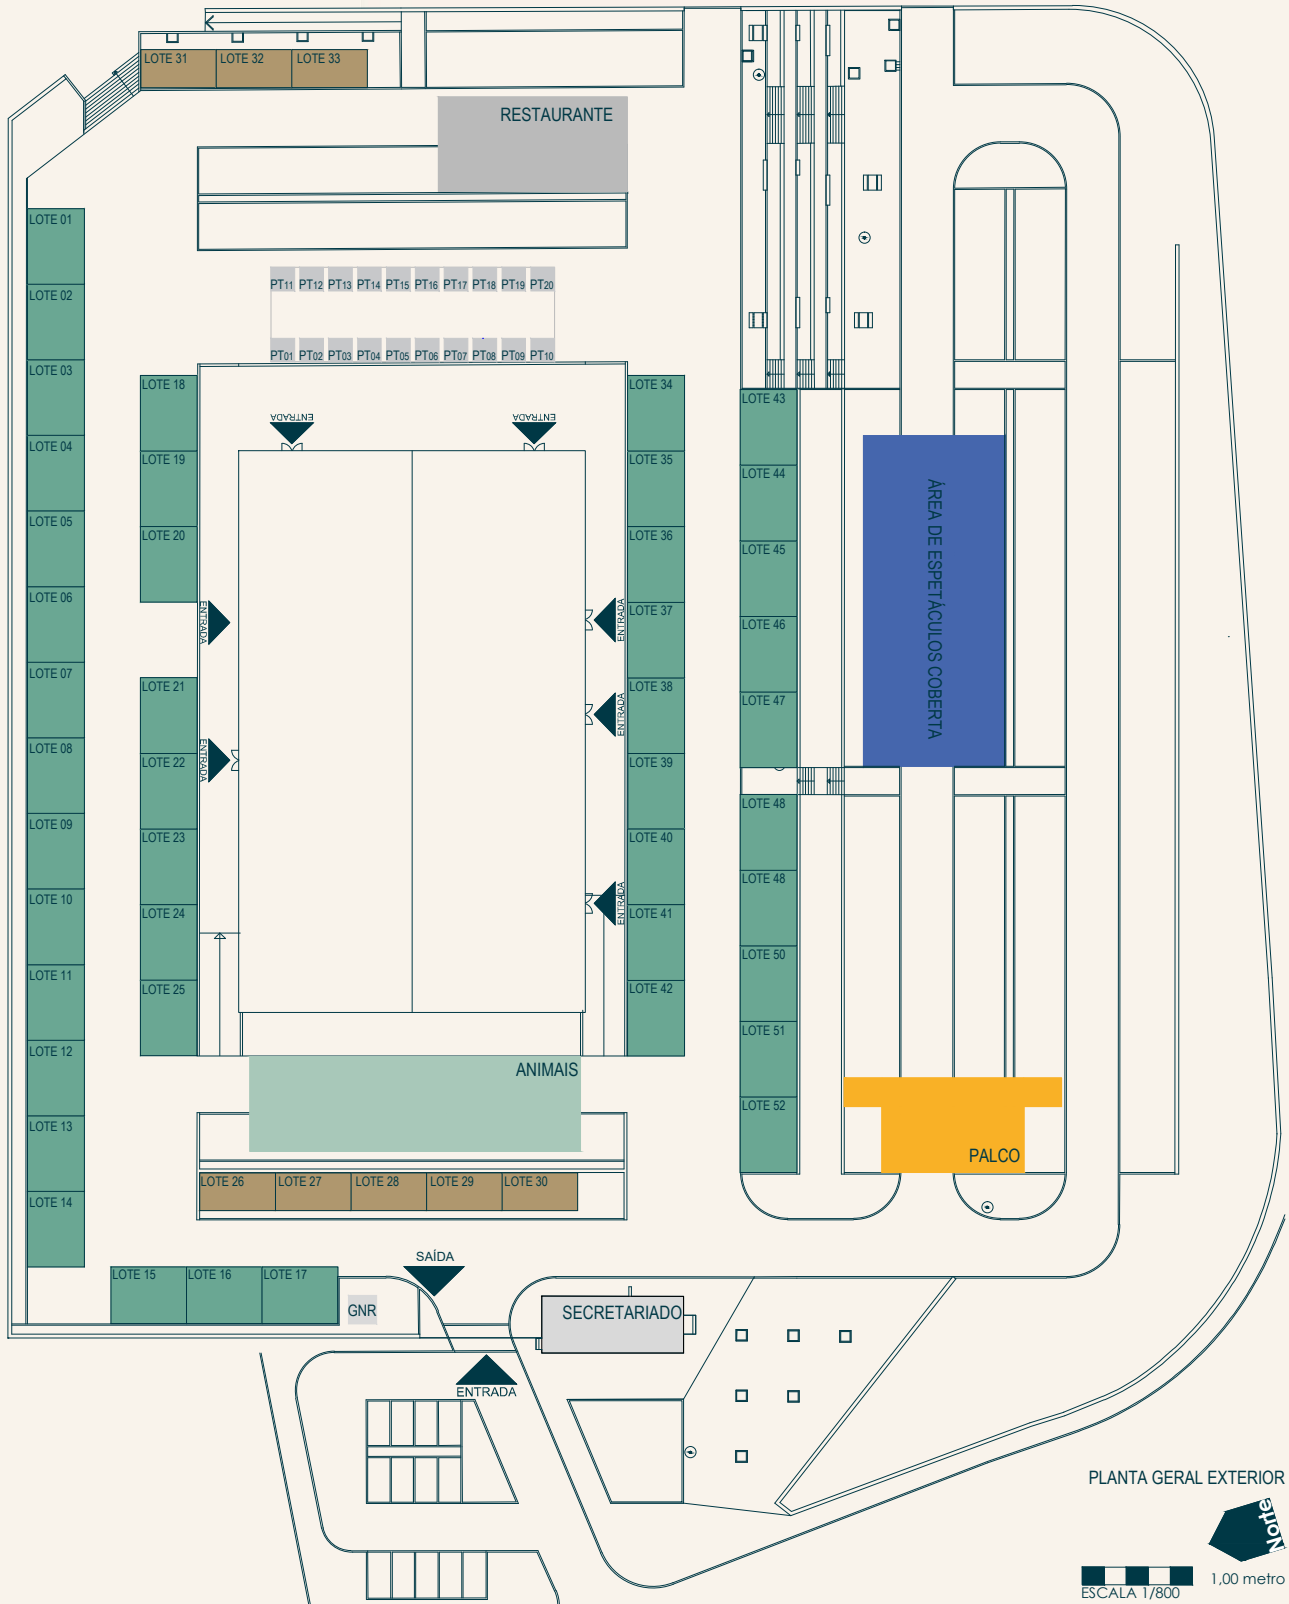 LOTE 31
LOTE 32
LOTE 33
RESTAURANTE
LOTE 01
LOTE 02
LOTE 03
LOTE 04
LOTE 05
LOTE 06
LOTE 07
LOTE 08
LOTE 09
LOTE 10
LOTE 11
LOTE 12
LOTE 13
LOTE 14
LOTE 15
LOTE 16
LOTE 17
PT11
PT12
PT13
PT14
PT15
PT16
PT17
PT18
PT19
PT20
PT01
PT02
PT03
PT04
PT05
PT06
PT07
PT08
PT09
PT10
LOTE 18
LOTE 19
LOTE 20
LOTE 21
LOTE 22
LOTE 23
LOTE 24
LOTE 25
ENTRADA
ENTRADA
ENTRADA
ENTRADA
ENTRADA
ENTRADA
ENTRADA
LOTE 34
LOTE 35
LOTE 36
LOTE 37
LOTE 38
LOTE 39
LOTE 40
LOTE 41
LOTE 42
LOTE 43
LOTE 44
LOTE 45
LOTE 46
LOTE 47
LOTE 48
LOTE 48
LOTE 50
LOTE 51
LOTE 52
ÁREA DE ESPETÁCULOS COBERTA
ANIMAIS
PALCO
LOTE 26
LOTE 27
LOTE 28
LOTE 29
LOTE 30
SAÍDA
GNR
SECRETARIADO
ENTRADA
PLANTA GERAL EXTERIOR
Norte
1,00 metro
ESCALA 1/800